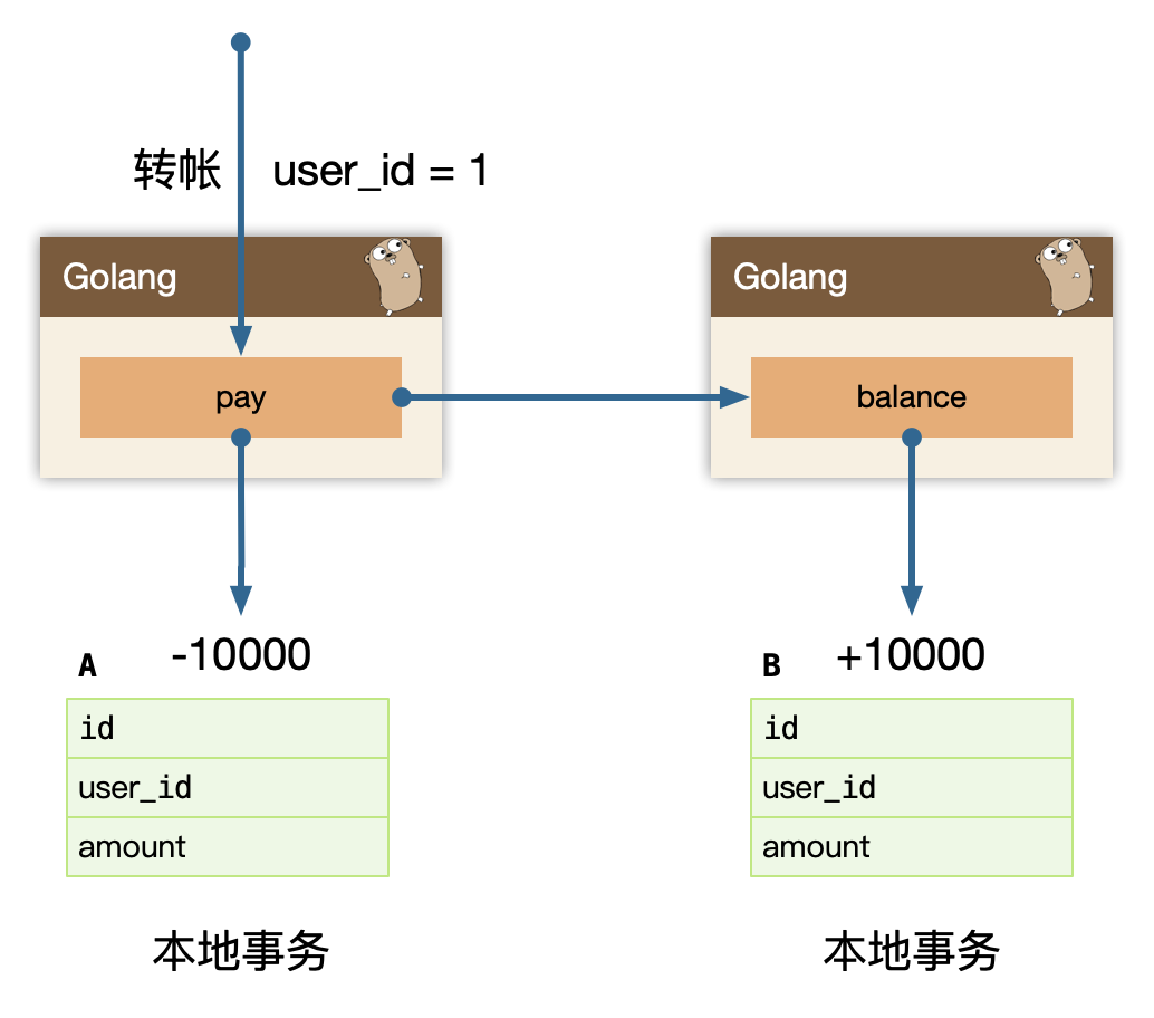 转帐 user_id = 1
Golang
Golang
pay
balance
A -10000
B +10000
id
user_id
amount
id
user_id
amount
本地事务
本地事务